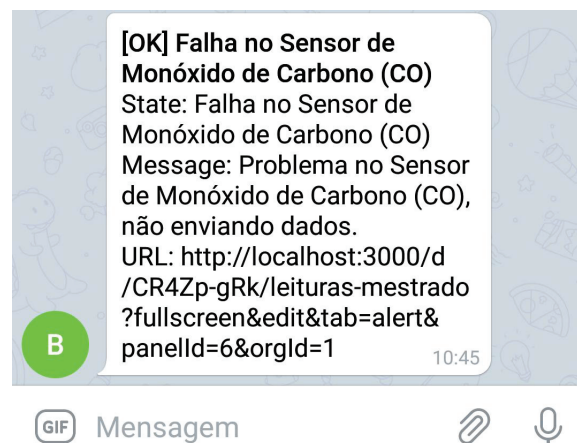 [OK] Falha no Sensor de
Monóxido de Carbono (CO)
State: Falha no Sensor de
Monóxido de Carbono (CO)
Message: Problema no Sensor
de Monóxido de Carbono (CO),
não enviando dados.
URL: http://localhost:3000/d
/CR4Zp-gRk/leituras-mestrado
?fullscreen&edit&tab=alert&
panelId=6&orgId=1
10:45
B
GIF Mensagem